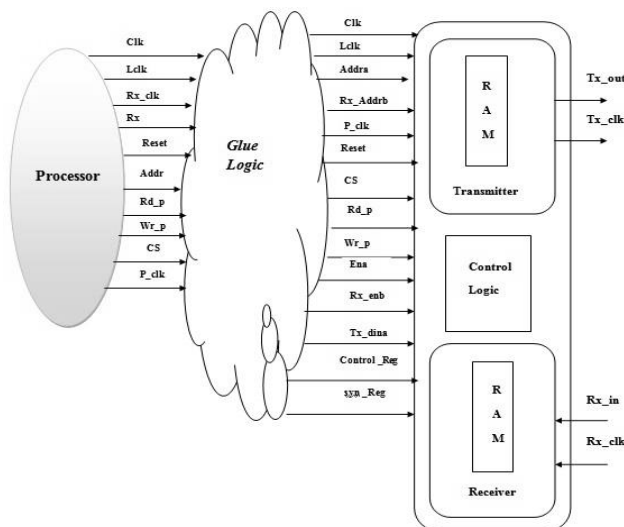 Clk
Lclk
Rx_clk
Rx
Reset
Addr
Rd_p
Wr_p
CS
P_clk
Processor
Glue
Logic
Clk
Lclk
Addra
Rx_Addrb
P_clk
Reset
CS
Rd_p
Wr_p
Ena
Rx_enb
Tx_dina
Control_Reg
syn_Reg
R
A
M
Transmitter
Control
Logic
R
A
M
Receiver
Tx_out
Tx_clk
Rx_in
Rx_clk